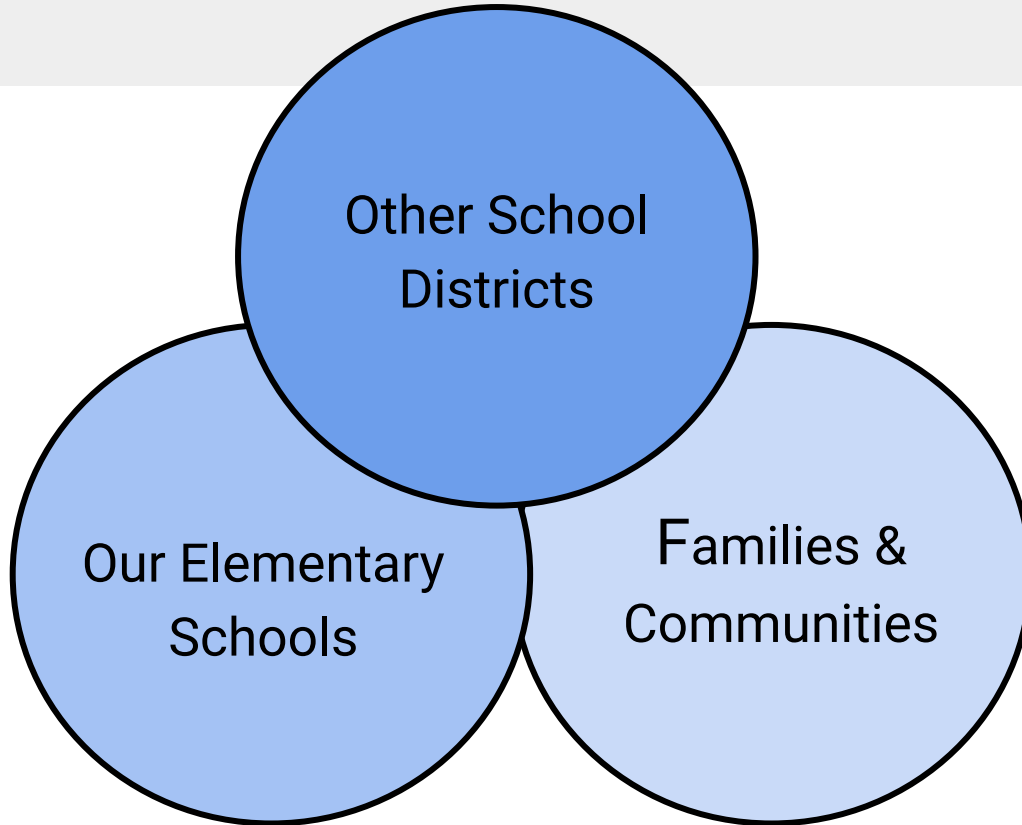 Other School
Districts
Our Elementary
Schools
Families &
Communities